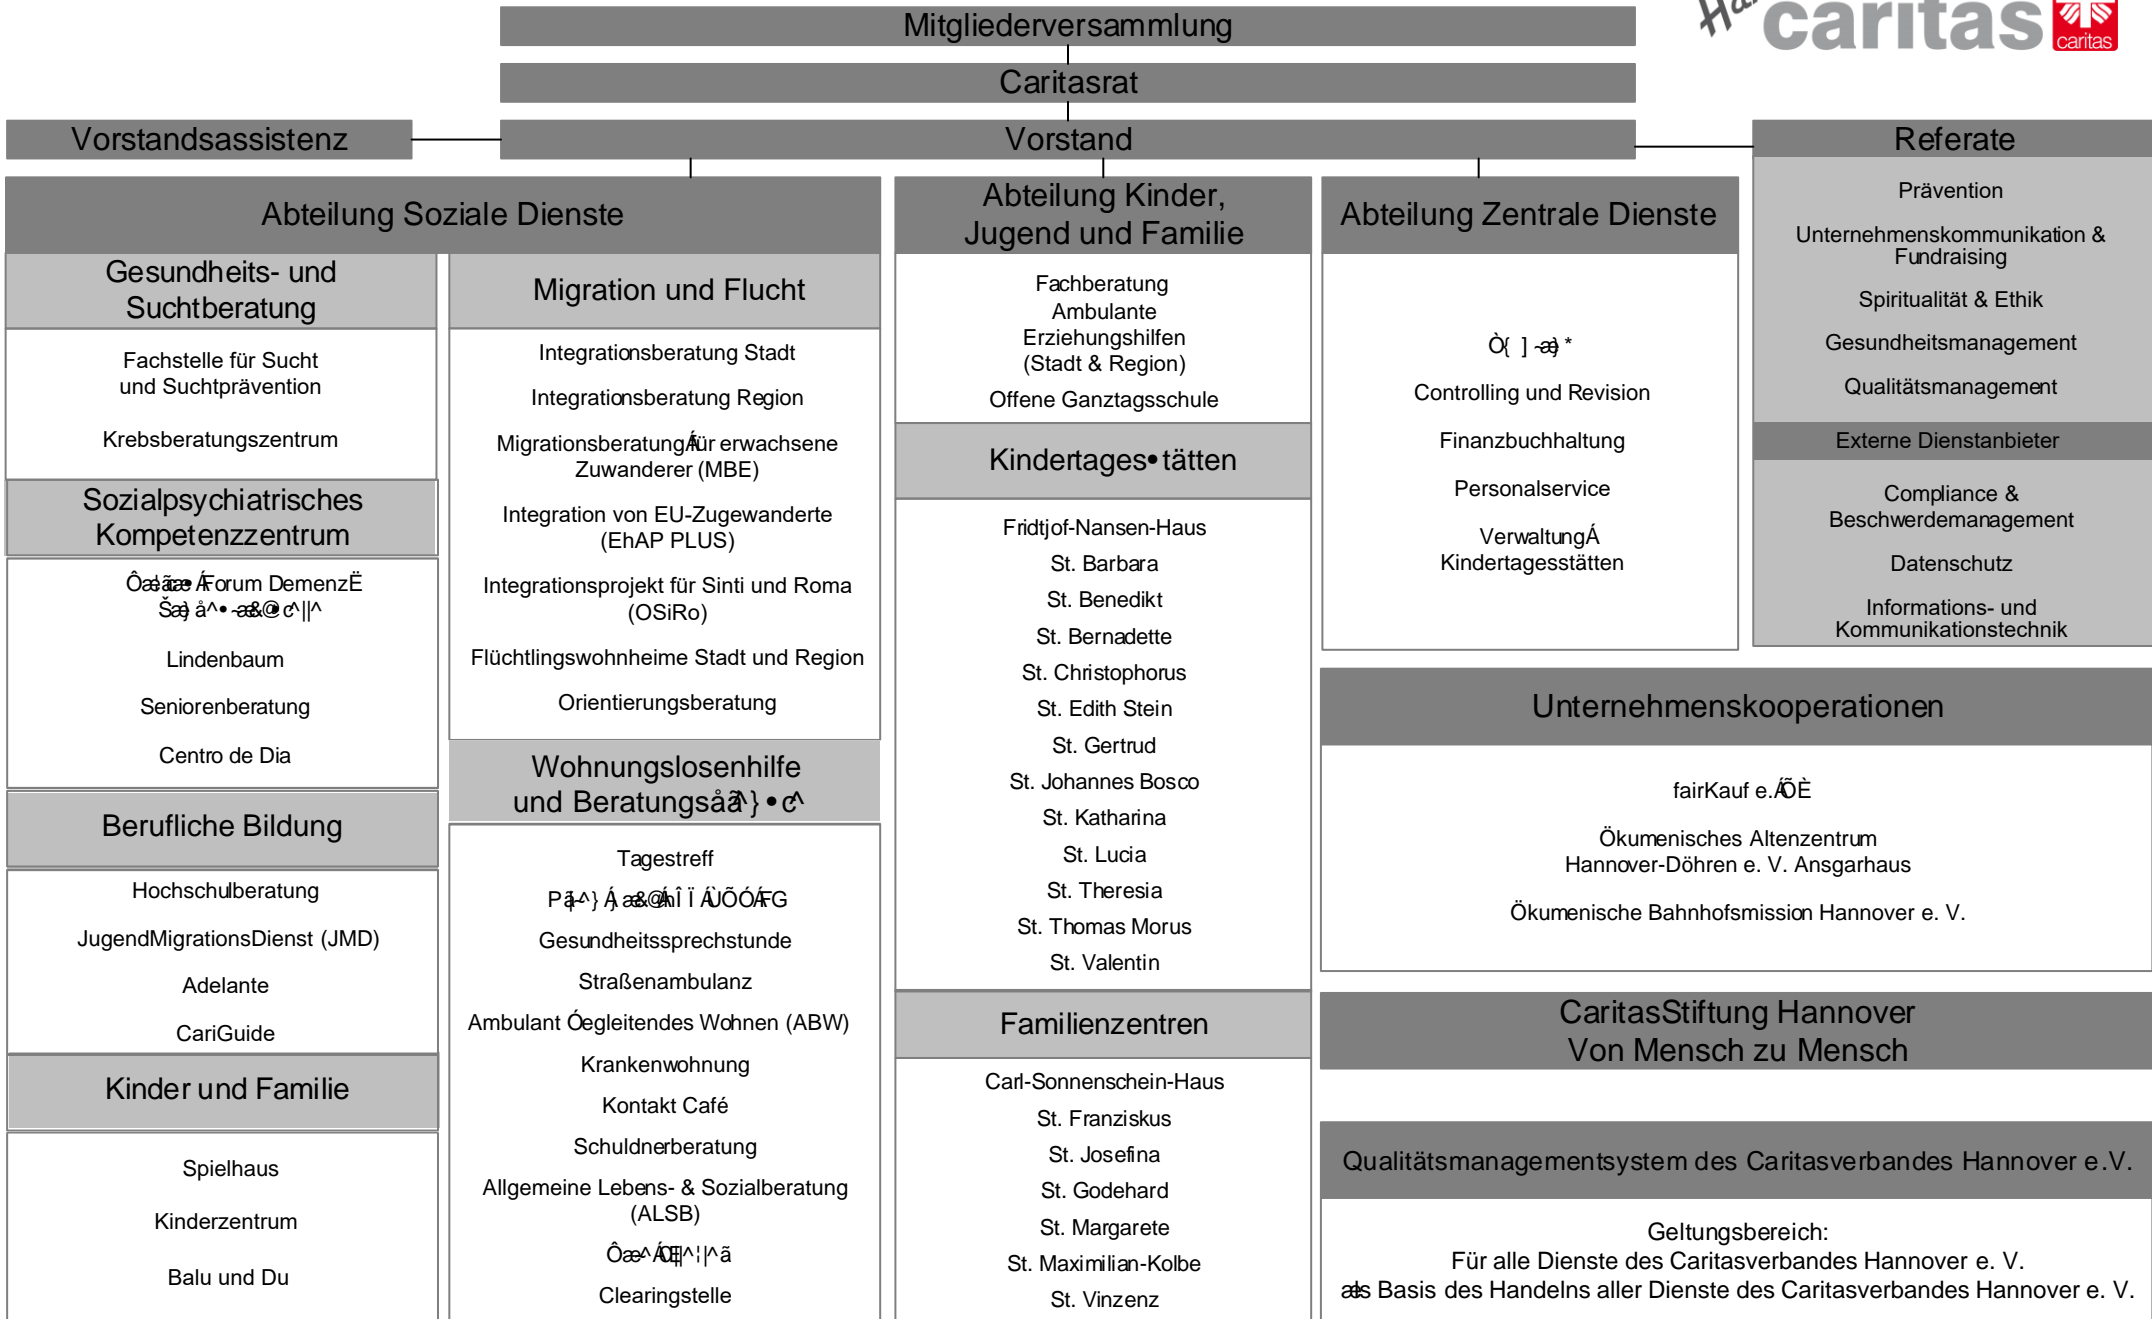 caritas
caritas
Mitgliederversammlung
Caritasrat
Vorstandsassistenz
Vorstand
Referate
Prävention
Unternehmenskommunikation &
Fundraising
Spiritualität & Ethik
Gesundheitsmanagement
Qualitätsmanagement
Externe Dienstanbieter
Compliance &
Beschwerdemanagement
Datenschutz
Informations- und
Kommunikationstechnik
Abteilung Soziale Dienste
Gesundheits- und
Suchtberatung
Fachstelle für Sucht
und Suchtprävention
Krebsberatungszentrum
Sozialpsychiatrisches
Kompetenzzentrum
Forum Demenz
Lindenbaum
Seniorenberatung
Centro de Dia
Berufliche Bildung
Hochschulberatung
JugendMigrationsDienst (JMD)
Adelante
CariGuide
Kinder und Familie
Spielhaus
Kinderzentrum
Balu und Du
Migration und Flucht
Integrationsberatung Stadt
Integrationsberatung Region
Migrationsberatung für erwachsene
Zuwanderer (MBE)
Integration von EU-Zugewanderte
(EhAP PLUS)
Integrationsprojekt für Sinti und Roma
(OSiRo)
Flüchtlingswohnheime Stadt und Region
Orientierungsberatung
Wohnungslosenhilfe
und
Tagestreff
Gesundheitssprechstunde
Straßenambulanz
Ambulant Óegleitendes Wohnen (ABW)
Krankenwohnung
Kontakt Café
Schuldnerberatung
Allgemeine Lebens- & Sozialberatung
(ALSB)
Clearingstelle
Abteilung Kinder,
Jugend und Familie
Fachberatung
Ambulante
Erziehungshilfen
(Stadt & Region)
Offene Ganztagsschule
Kindertages•tätten
Fridtjof-Nansen-Haus
St. Barbara
St. Benedikt
St. Bernadette
St. Christophorus
St. Edith Stein
St. Gertrud
St. Johannes Bosco
St. Katharina
St. Lucia
St. Theresia
St. Thomas Morus
St. Valentin
Familienzentren
Carl-Sonnenschein-Haus
St. Franziskus
St. Josefina
St. Godehard
St. Margarete
St. Maximilian-Kolbe
St. Vinzenz
Abteilung Zentrale Dienste
Controlling und Revision
Finanzbuchhaltung
Personalservice
VerwaltungÁ
Kindertagesstätten
Unternehmenskooperationen
fairKauf
Ökumenisches Altenzentrum
Hannover-Döhren e. V. Ansgarhaus
Ökumenische Bahnhofsmission Hannover e. V.
CaritasStiftung Hannover
Von Mensch zu Mensch
Qualitätsmanagementsystem des Caritasverbandes Hannover e.V.
Geltungsbereich:
Für alle Dienste des Caritasverbandes Hannover e. V.
Basis des Handelns aller Dienste des Caritasverbandes Hannover e. V.